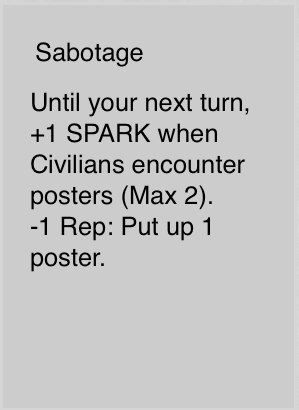 Sabotage
Until your next turn,
+1 SPARK when
Civilians encounter
posters (Max 2).
-1 Rep: Put up 1
poster.